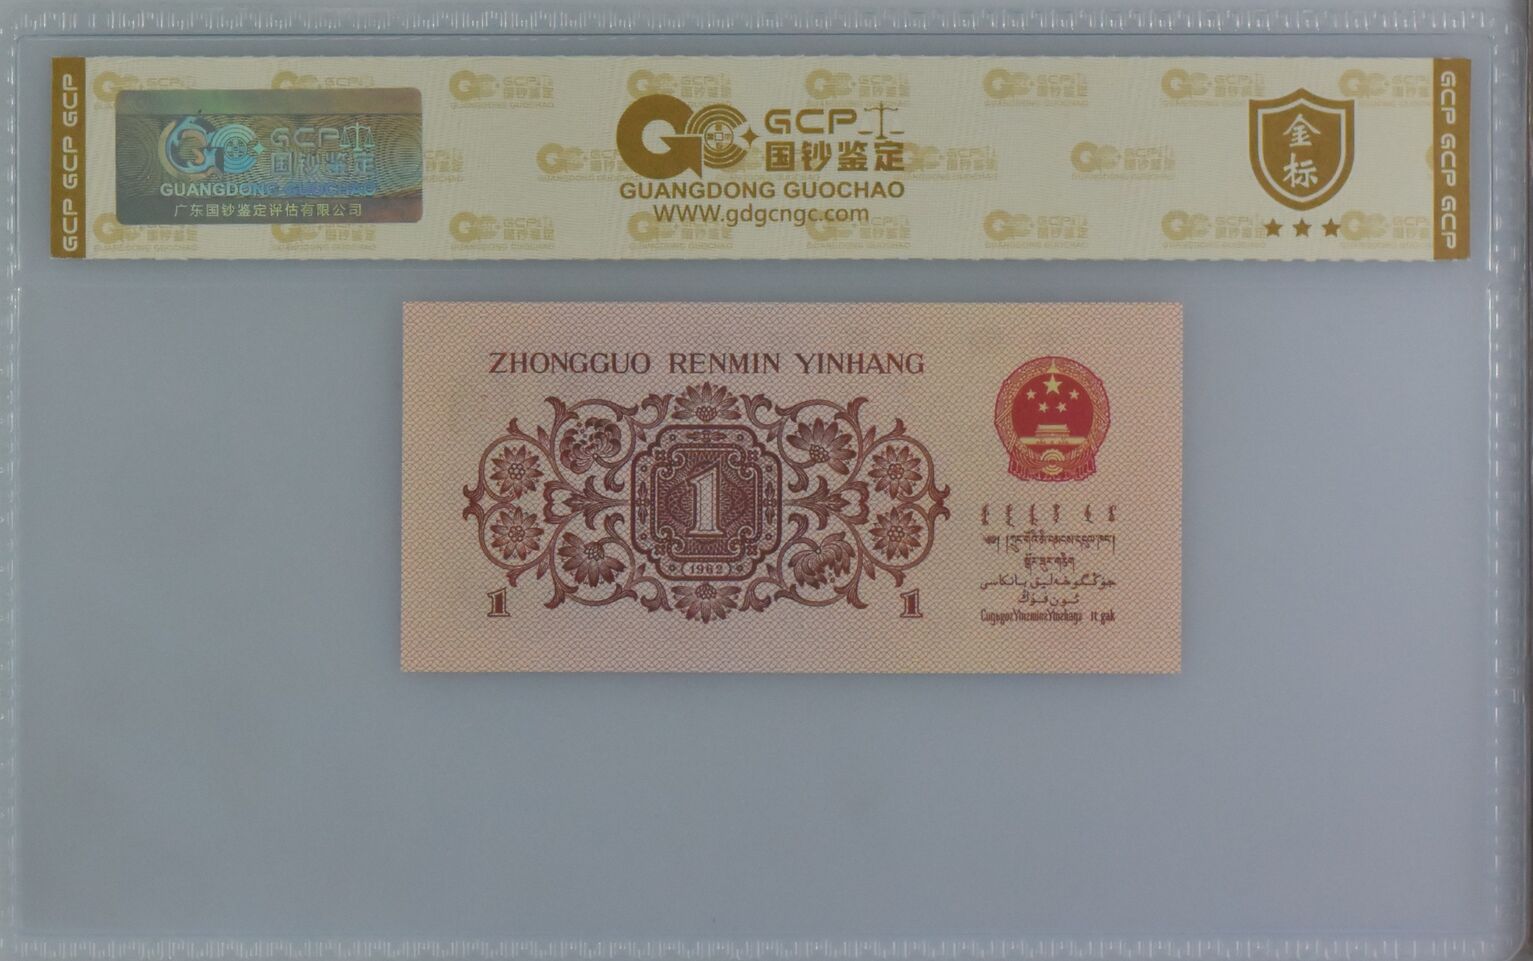 GCP GCP GCP
GCP
国钞鉴定
GUANGDONG GUOCHAO
广东国钞鉴定评估有限公司
GCP
国钞鉴定
GUANGDONG GUOCHAO
WWW.gdgcngc.com
金标
GCP GCP GCP
ZHONGGUO RENMIN YINHANG
1
(1962)
1
1